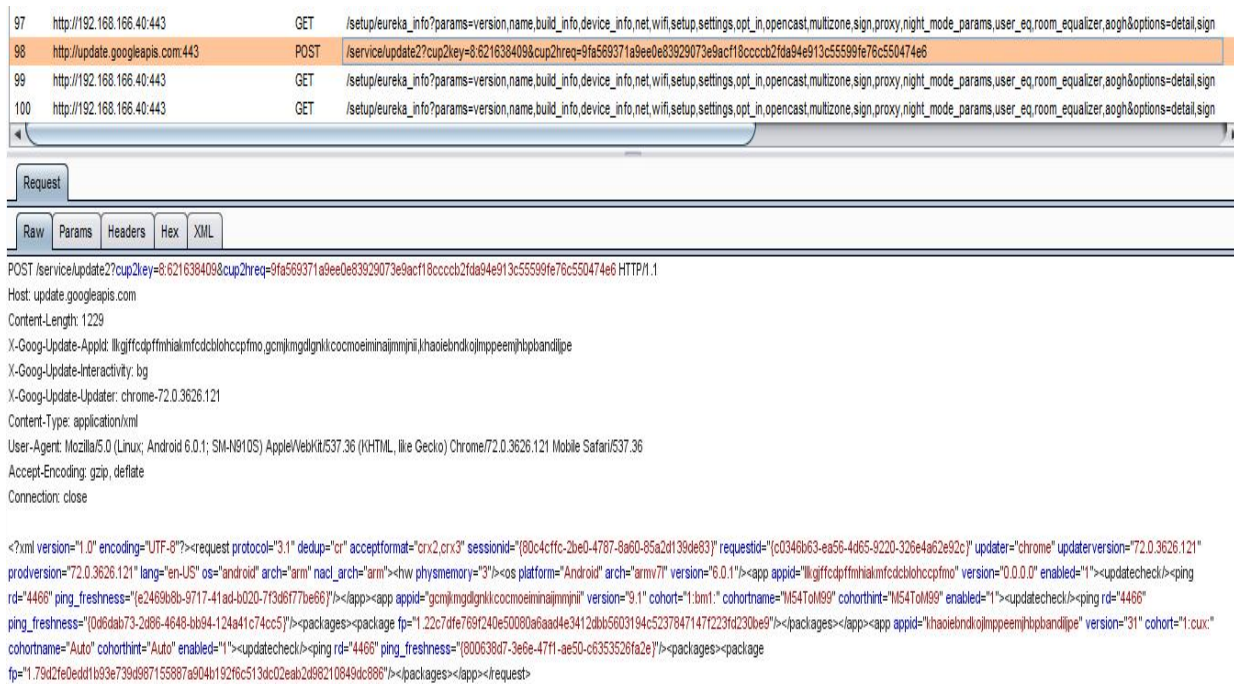 97 http://192.168.166.40:443 GET /setup/eureka_info?params=version,name,build_info,device_info,net,wifi,setup,settings,opt_in,opencast,multizone,sign,proxy,night_mode_params,user_eq,room_equalizer,aogh&options=detail,sign
98 http://update.googleapis.com:443 POST /service/update2?cup2key=8:621638409&cup2hreq=9fa569371a9ee0e83929073e9acf18ccccb2fda94e913c55599fe76c550474e6
99 http://192.168.166.40:443 GET /setup/eureka_info?params=version,name,build_info,device_info,net,wifi,setup,settings,opt_in,opencast,multizone,sign,proxy,night_mode_params,user_eq,room_equalizer,aogh&options=detail,sign
100 http://192.168.166.40:443 GET /setup/eureka_info?params=version,name,build_info,device_info,net,wifi,setup,settings,opt_in,opencast,multizone,sign,proxy,night_mode_params,user_eq,room_equalizer,aogh&options=detail,sign
Request
Raw Params Headers Hex XML
POST /service/update2?cup2key=8:621638409&cup2hreq=9fa569371a9ee0e83929073e9acf18ccccb2fda94e913c55599fe76c550474e6 HTTP/1.1
Host: update.googleapis.com
Content-Length: 1229
X-Goog-Update-AppId: llkgjffcdpffmhiakmfcdcblohccpfmo,gcmjkmgdlgnkkcocmoeiminaijmmjnii,khaoiebndkojlmppeemjhbpbandiljpe
X-Goog-Update-Interactivity: bg
X-Goog-Update-Updater: chrome-72.0.3626.121
Content-Type: application/xml
User-Agent: Mozilla/5.0 (Linux; Android 6.0.1; SM-N910S) AppleWebKit/537.36 (KHTML, like Gecko) Chrome/72.0.3626.121 Mobile Safari/537.36
Accept-Encoding: gzip, deflate
Connection: close
<?xml version="1.0" encoding="UTF-8"?><request protocol="3.1" dedup="cr" acceptformat="crx2,crx3" sessionid="{80c4cffc-2be0-4787-8a60-85a2d139de83}" requestid="{c0346b63-ea56-4d65-9220-326e4a62e92c}" updater="chrome" updaterversion="72.0.3626.121"
prodversion="72.0.3626.121" lang="en-US" os="android" arch="arm" nacl_arch="arm"><hw physmemory="3"/><os platform="Android" arch="armv7l" version="6.0.1"/><app appid="llkgjffcdpffmhiakmfcdcblohccpfmo" version="0.0.0.0" enabled="1"><updatecheck/><ping
rd="4466" ping_freshness="{e2469b8b-9717-41ad-b020-7f3d6f77be66}"/></app><app appid="gcmjkmgdlgnkkcocmoeiminaijmmjnii" version="9.1" cohort="1:bm1:" cohortname="M54ToM99" cohorthint="M54ToM99" enabled="1"><updatecheck/><ping rd="4466"
ping_freshness="{0d6dab73-2d86-4648-bb94-124a41c74cc5}"/><packages><package fp="1.22c7dfe769f240e50080a6aad4e3412dbb5603194c5237847147f223fd230be9"/></packages></app><app appid="khaoiebndkojlmppeemjhbpbandiljpe" version="31" cohort="1:cux:"
cohortname="Auto" cohorthint="Auto" enabled="1"><updatecheck/><ping rd="4466" ping_freshness="{800638d7-3e6e-47f1-ae50-c6353526fa2e}"/><packages><package
fp="1.79d2fe0edd1b93e739d987155887a904b192f6c513dc02eab2d98210849dc886"/></packages></app></request>